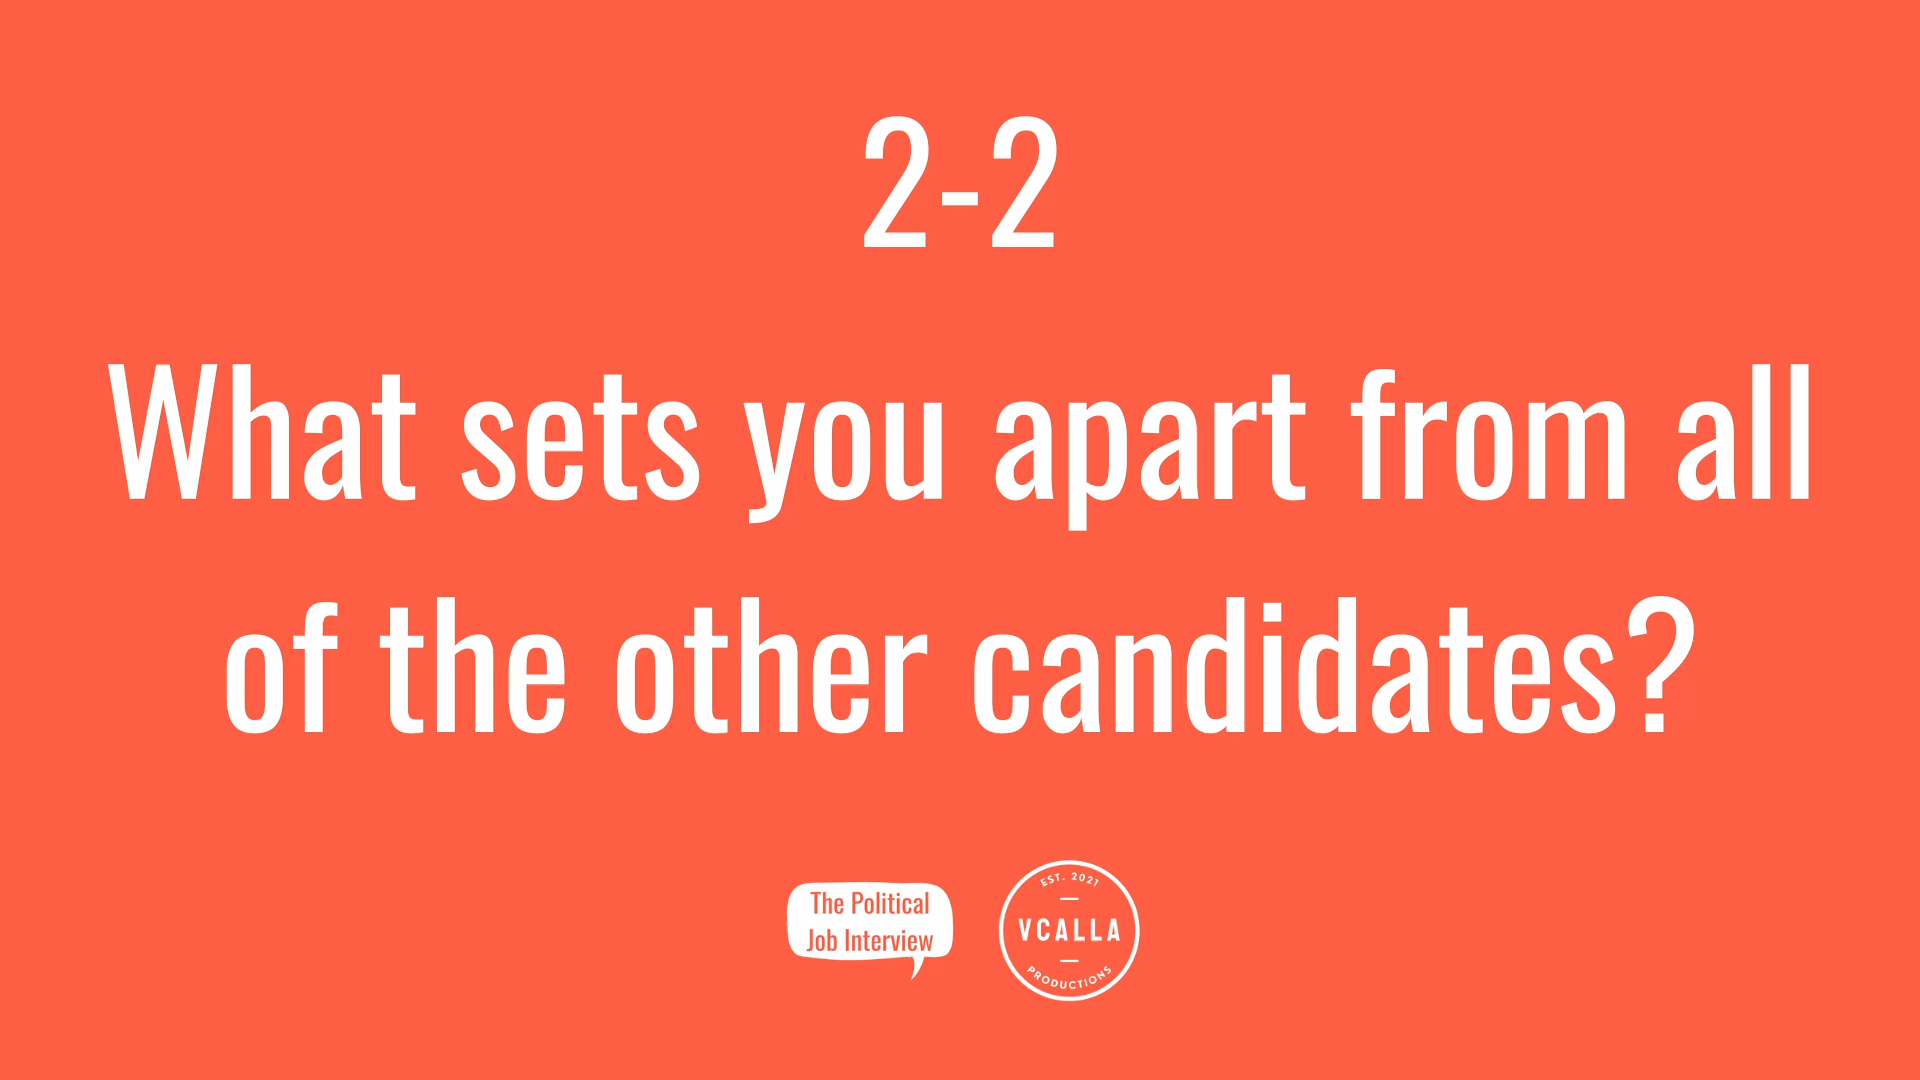 2-2
What sets you apart from all
of the other candidates?
The Political
Job Interview
EST. 2021
VCALLA
PRODUCTIONS